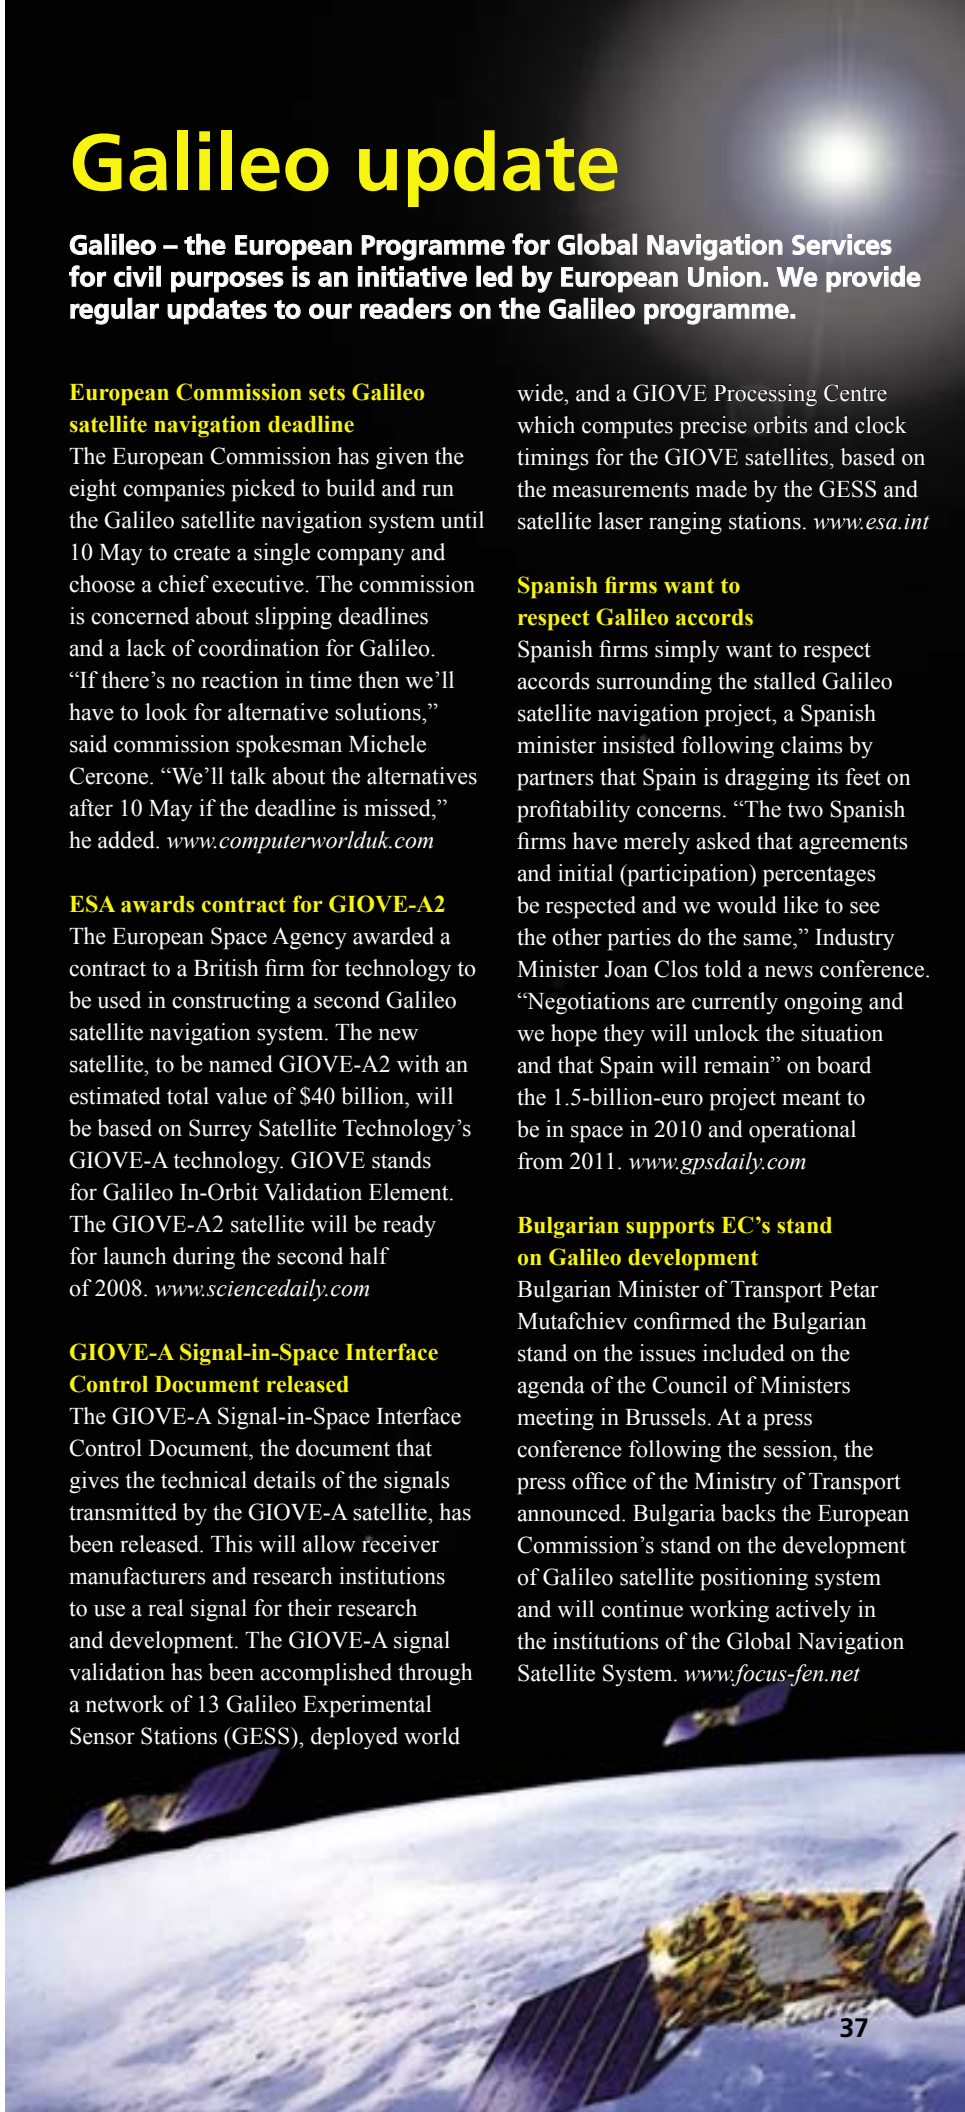 Galileo update
Galileo – the European Programme for Global Navigation Services
for civil purposes is an initiative led by European Union. We provide
regular updates to our readers on the Galileo programme.
European Commission sets Galileo
satellite navigation deadline
The European Commission has given the
eight companies picked to build and run
the Galileo satellite navigation system until
10 May to create a single company and
choose a chief executive. The commission
is concerned about slipping deadlines
and a lack of coordination for Galileo.
“If there’s no reaction in time then we’ll
have to look for alternative solutions,”
said commission spokesman Michele
Cercone. “We’ll talk about the alternatives
after 10 May if the deadline is missed,”
he added. www.computerworlduk.com
ESA awards contract for GIOVE-A2
The European Space Agency awarded a
contract to a British firm for technology to
be used in constructing a second Galileo
satellite navigation system. The new
satellite, to be named GIOVE-A2 with an
estimated total value of $40 billion, will
be based on Surrey Satellite Technology’s
GIOVE-A technology. GIOVE stands
for Galileo In-Orbit Validation Element.
The GIOVE-A2 satellite will be ready
for launch during the second half
of 2008. www.sciencedaily.com
GIOVE-A Signal-in-Space Interface
Control Document released
The GIOVE-A Signal-in-Space Interface
Control Document, the document that
gives the technical details of the signals
transmitted by the GIOVE-A satellite, has
been released. This will allow receiver
manufacturers and research institutions
to use a real signal for their research
and development. The GIOVE-A signal
validation has been accomplished through
a network of 13 Galileo Experimental
Sensor Stations (GESS), deployed world
wide, and a GIOVE Processing Centre
which computes precise orbits and clock
timings for the GIOVE satellites, based on
the measurements made by the GESS and
satellite laser ranging stations. www.esa.int
Spanish firms want to
respect Galileo accords
Spanish firms simply want to respect
accords surrounding the stalled Galileo
satellite navigation project, a Spanish
minister insisted following claims by
partners that Spain is dragging its feet on
profitability concerns. “The two Spanish
firms have merely asked that agreements
and initial (participation) percentages
be respected and we would like to see
the other parties do the same,” Industry
Minister Joan Clos told a news conference.
“Negotiations are currently ongoing and
we hope they will unlock the situation
and that Spain will remain” on board
the 1.5-billion-euro project meant to
be in space in 2010 and operational
from 2011. www.gpsdaily.com
Bulgarian supports EC’s stand
on Galileo development
Bulgarian Minister of Transport Petar
Mutafchiev confirmed the Bulgarian
stand on the issues included on the
agenda of the Council of Ministers
meeting in Brussels. At a press
conference following the session, the
press office of the Ministry of Transport
announced. Bulgaria backs the European
Commission’s stand on the development
of Galileo satellite positioning system
and will continue working actively in
the institutions of the Global Navigation
Satellite System. www.focus-fen.net
37